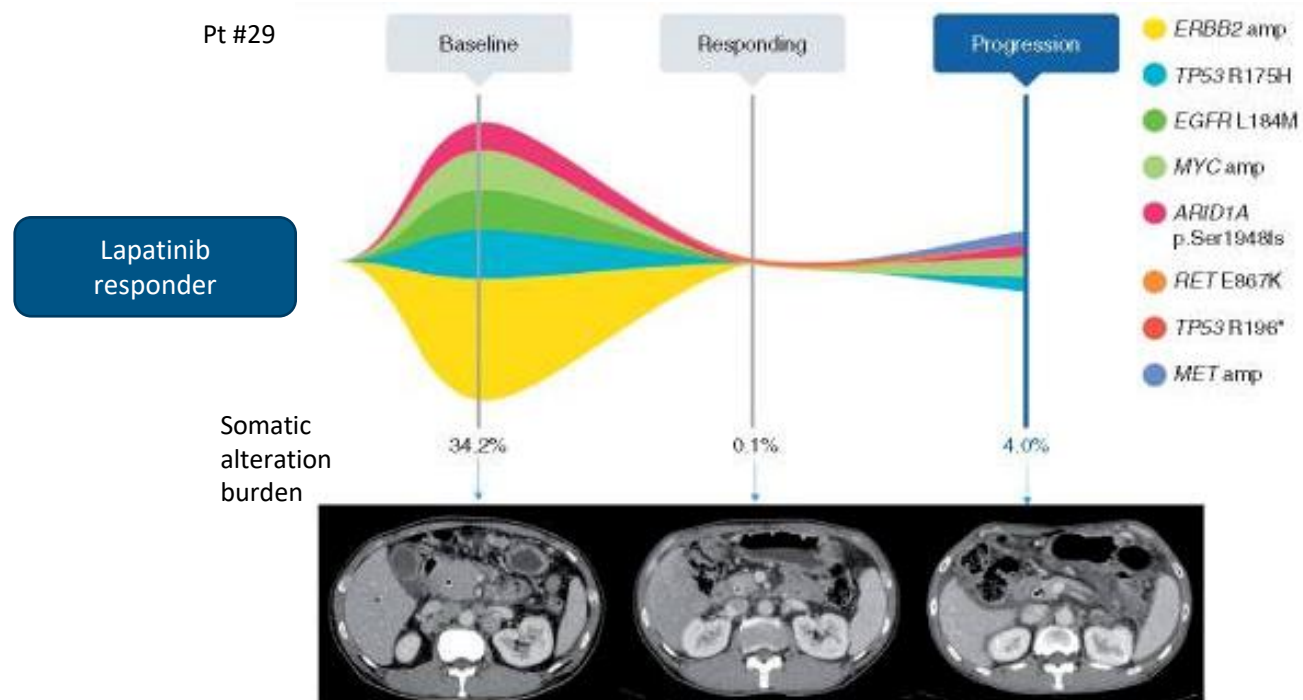 Pt #29
Baseline
Responding
Progression
ERBB2 amp
TP53 R175H
EGFR L184M
MYC amp
ARID1A
p.Ser1948fs
RET E867K
TP53 R196*
MET amp
Lapatinib
responder
Somatic
alteration
burden
34.2%
0.1%
4.0%